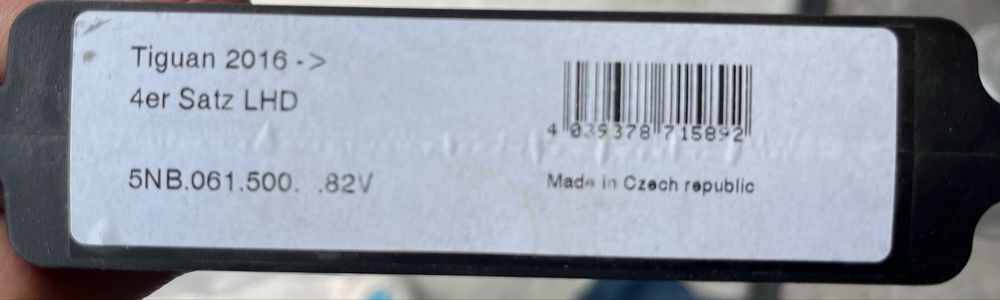 Tiguan 2016 ->
4er Satz LHD
5NB.061.500. .82V
4 039378 715892
Made in Czech republic